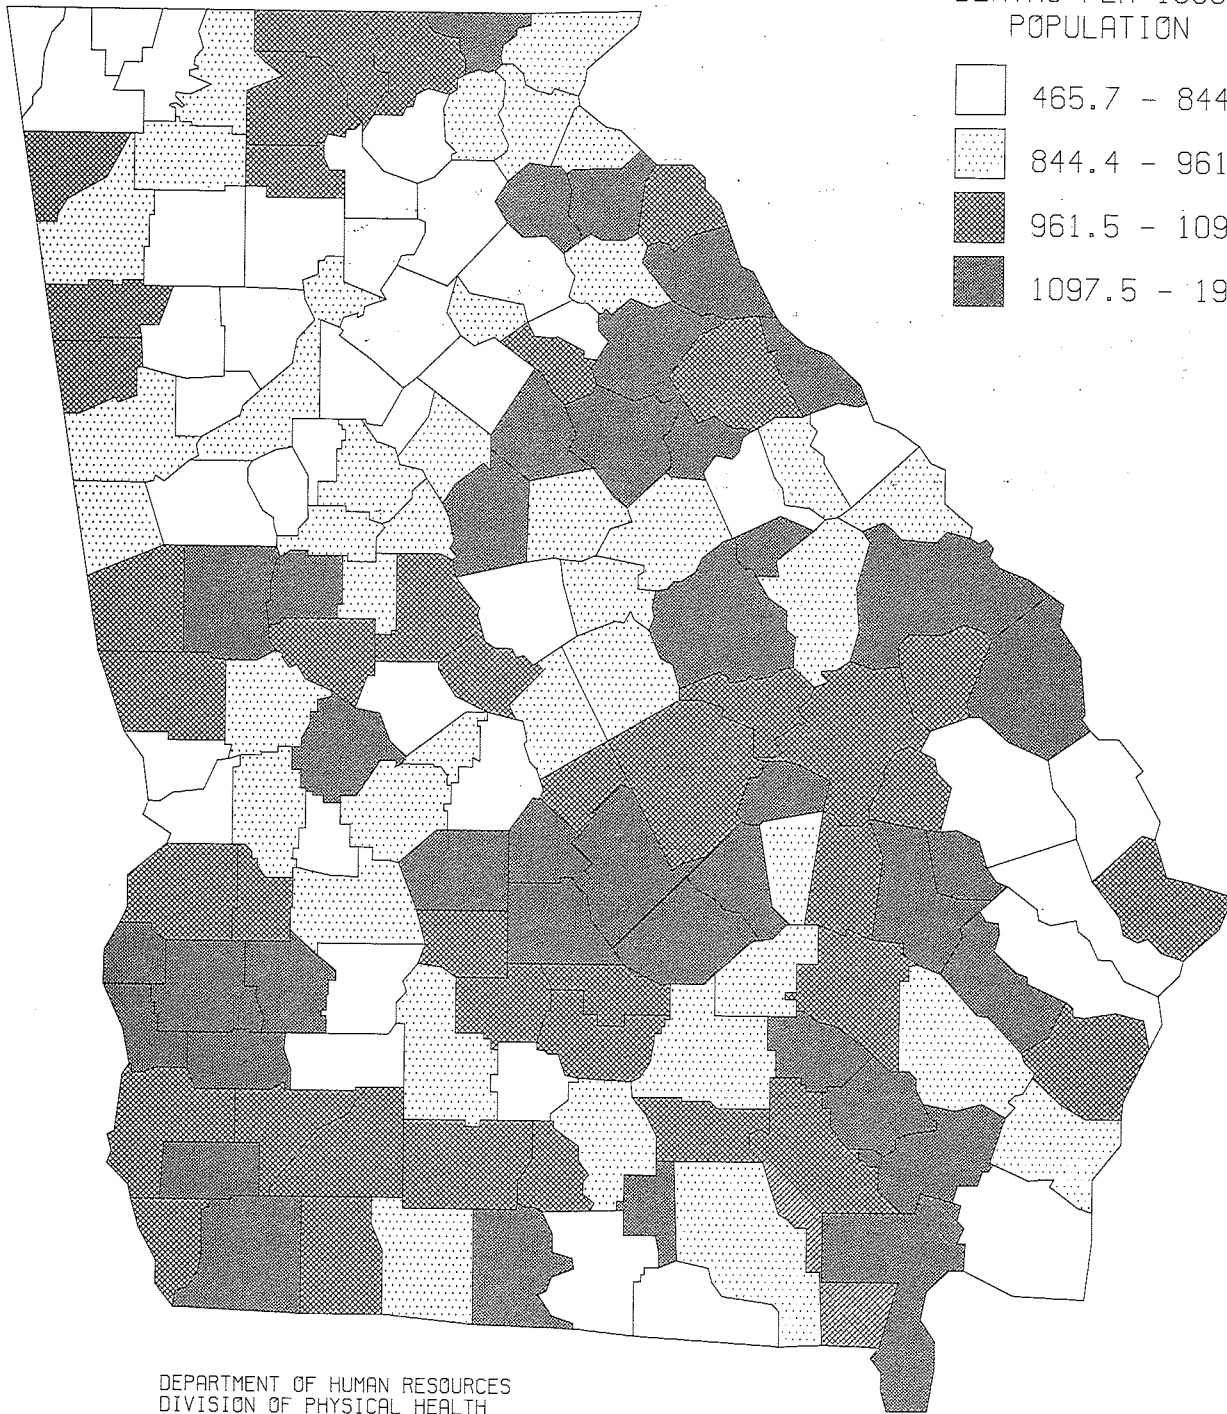 POPULATION
465.7 - 844
844.4 - 961
961.5 - 109
1097.5 - 19
DEPARTMENT OF HUMAN RESOURCES
DIVISION OF PHYSICAL HEALTH